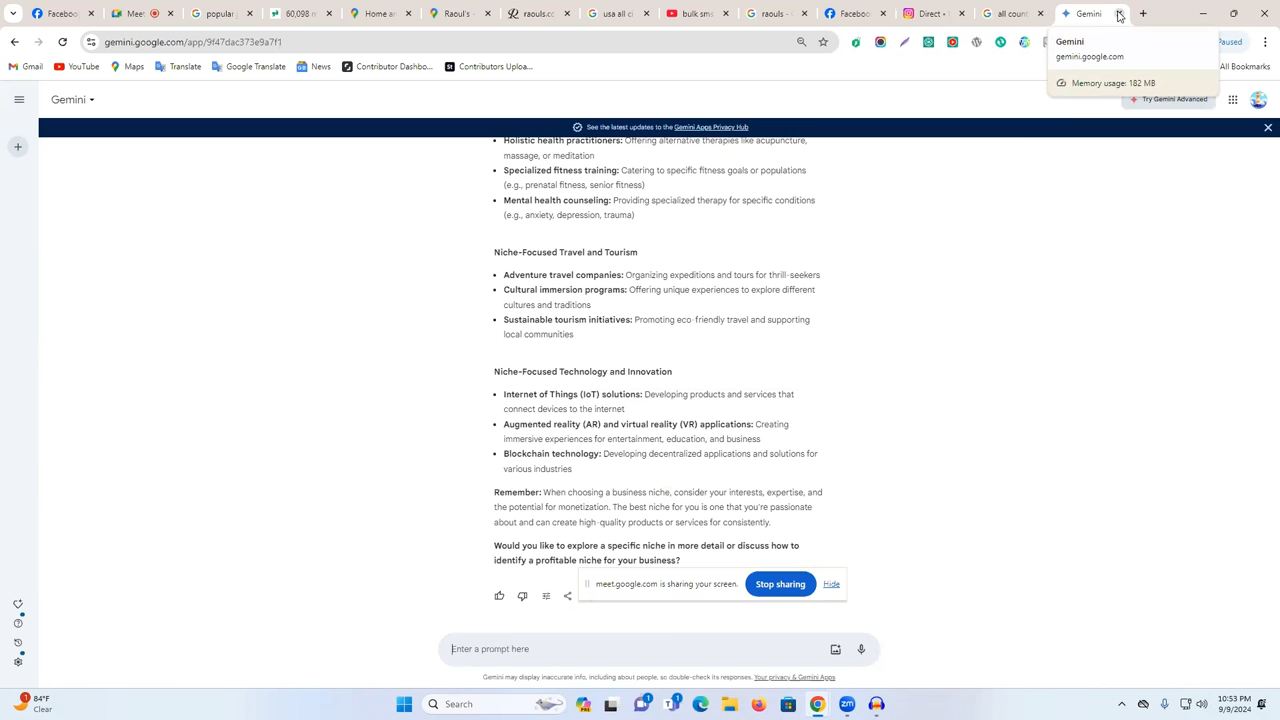 Faceboo
Meet
popular
60,098
Faceboo
Raoults
raoults -
bulk sm
Faceboo
Direct •
all count
Gemini
gemini.google.com/app/9f47dac373e9a7f1
Paused
Gemini
gemini.google.com
Memory usage: 182 MB
Gmail
YouTube
Maps
Translate
Google Translate
News
Contributor Dashbo...
Contributors Uploa...
All Bookmarks
Gemini
Try Gemini Advanced
See the latest updates to the Gemini Apps Privacy Hub
Holistic health practitioners: Offering alternative therapies like acupuncture,
massage, or meditation
• Specialized fitness training: Catering to specific fitness goals or populations
(e.g., prenatal fitness, senior fitness)
• Mental health counseling: Providing specialized therapy for specific conditions
(e.g., anxiety, depression, trauma)
Niche-Focused Travel and Tourism
• Adventure travel companies: Organizing expeditions and tours for thrill-seekers
• Cultural immersion programs: Offering unique experiences to explore different
cultures and traditions
• Sustainable tourism initiatives: Promoting eco-friendly travel and supporting
local communities
Niche-Focused Technology and Innovation
• Internet of Things (IoT) solutions: Developing products and services that
connect devices to the internet
• Augmented reality (AR) and virtual reality (VR) applications: Creating
immersive experiences for entertainment, education, and business
• Blockchain technology: Developing decentralized applications and solutions for
various industries
Remember: When choosing a business niche, consider your interests, expertise, and
the potential for monetization. The best niche for you is one that you're passionate
about and can create high-quality products or services for consistently.
Would you like to explore a specific niche in more detail or discuss how to
identify a profitable niche for your business?
meet.google.com is sharing your screen.
Stop sharing
Hide
Enter a prompt here
Gemini may display inaccurate info, including about people, so double-check its responses. Your privacy & Gemini Apps
1
84°F
Clear
Search
1
1
zm
10:53 PM
9/9/2024